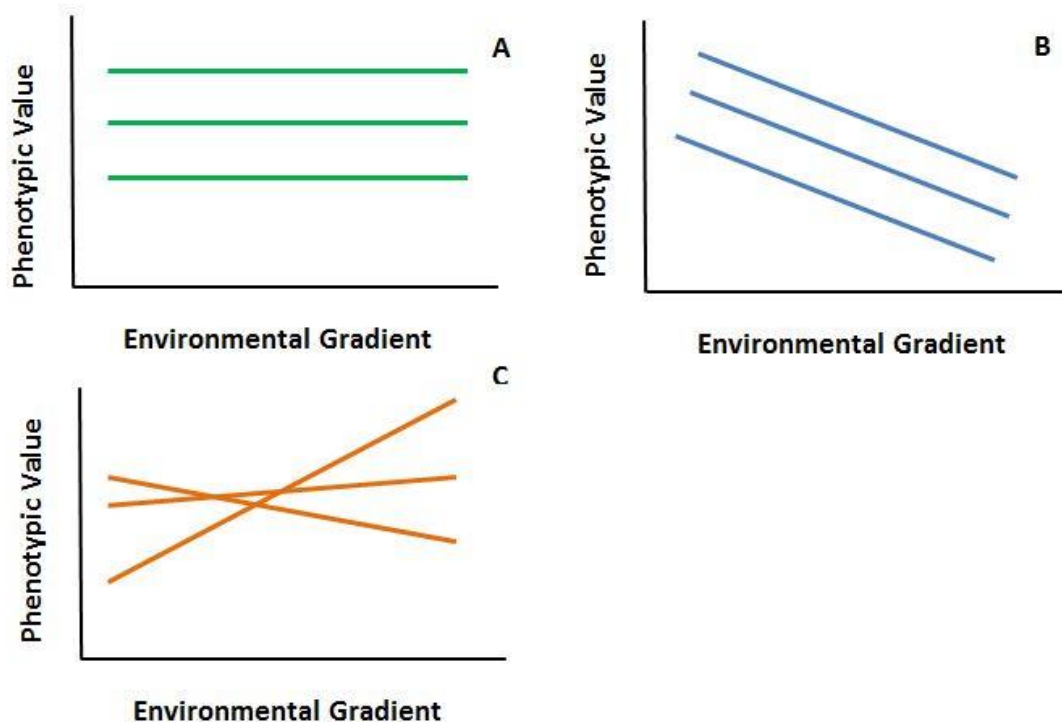 A
Phenotypic Value
Environmental Gradient
B
Phenotypic Value
Environmental Gradient
C
Phenotypic Value
Environmental Gradient